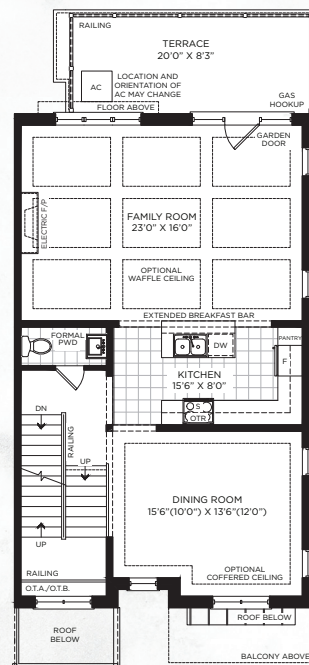 RAILING
TERRACE
20'0" X 8'3"
AC
LOCATION AND
ORIENTATION OF
AC MAY CHANGE
FLOOR ABOVE
GAS
HOOKUP
GARDEN
DOOR
ELECTRIC F/P
FAMILY ROOM
23'0" X 16'0"
OPTIONAL
WAFFLE CEILING
EXTENDED BREAKFAST BAR
FORMAL
PWD
DW
PANTRY
F
KITCHEN
15'6" X 8'0"
S
OTR
DN
RAILING
UP
UP
DINING ROOM
15'6"(10'0") X 13'6"(12'0")
OPTIONAL
COFFERED CEILING
RAILING
O.T.A./O.T.B.
ROOF
BELOW
ROOF BELOW
BALCONY ABOVE